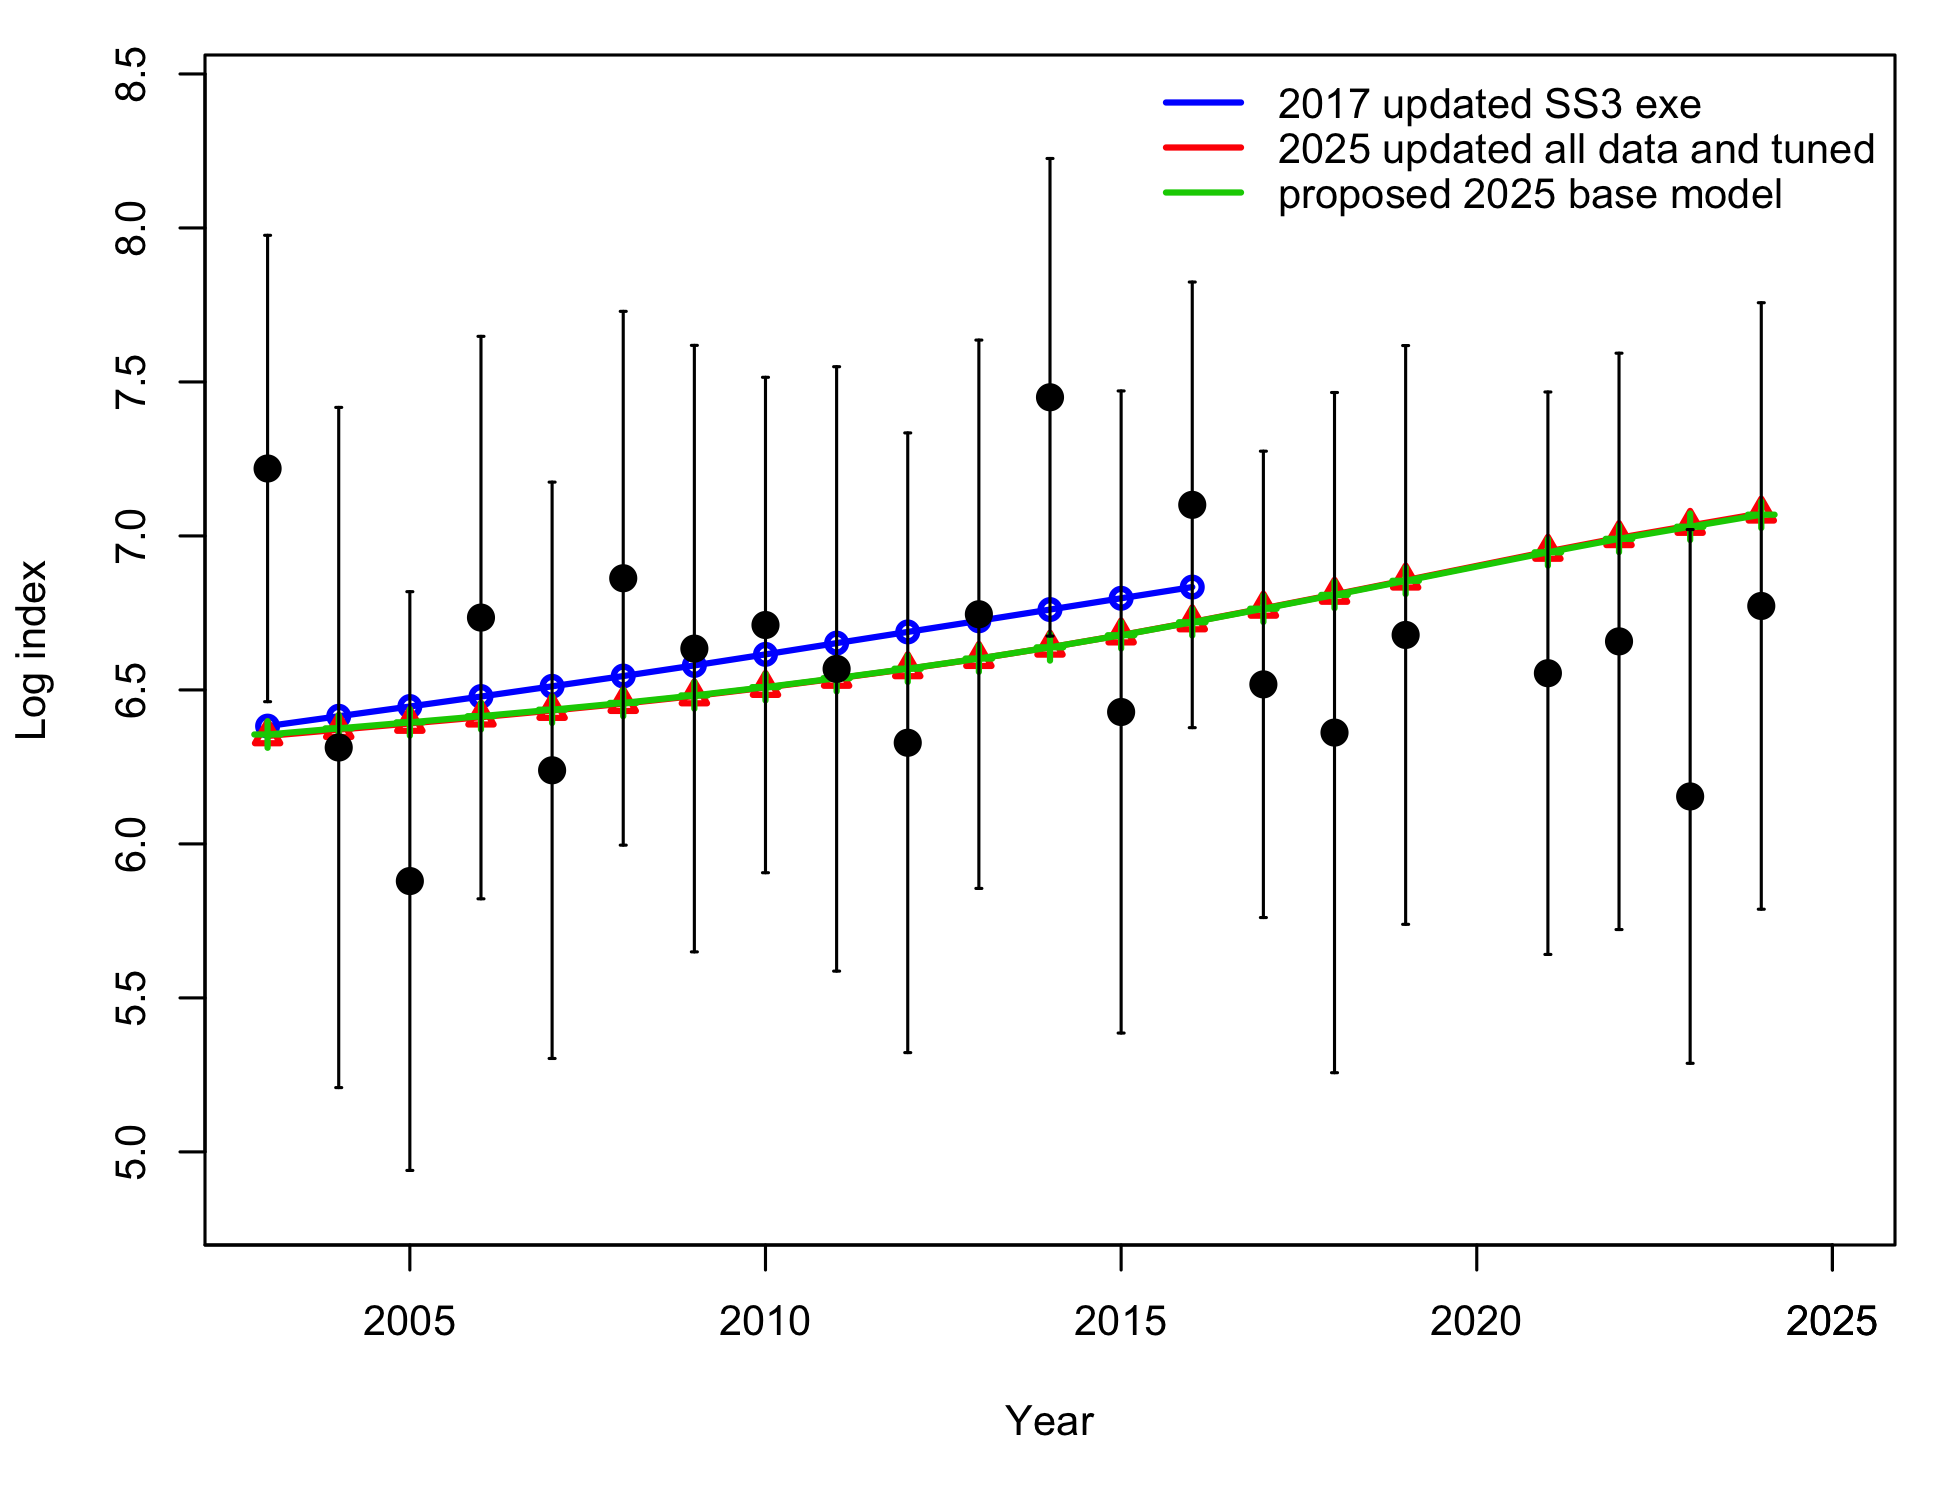 8.5
8.0
7.5
7.0
6.5
6.0
5.5
5.0
Log index
2017 updated SS3 exe
2025 updated all data and tuned
proposed 2025 base model
2005
2010
2015
2020
2025
Year